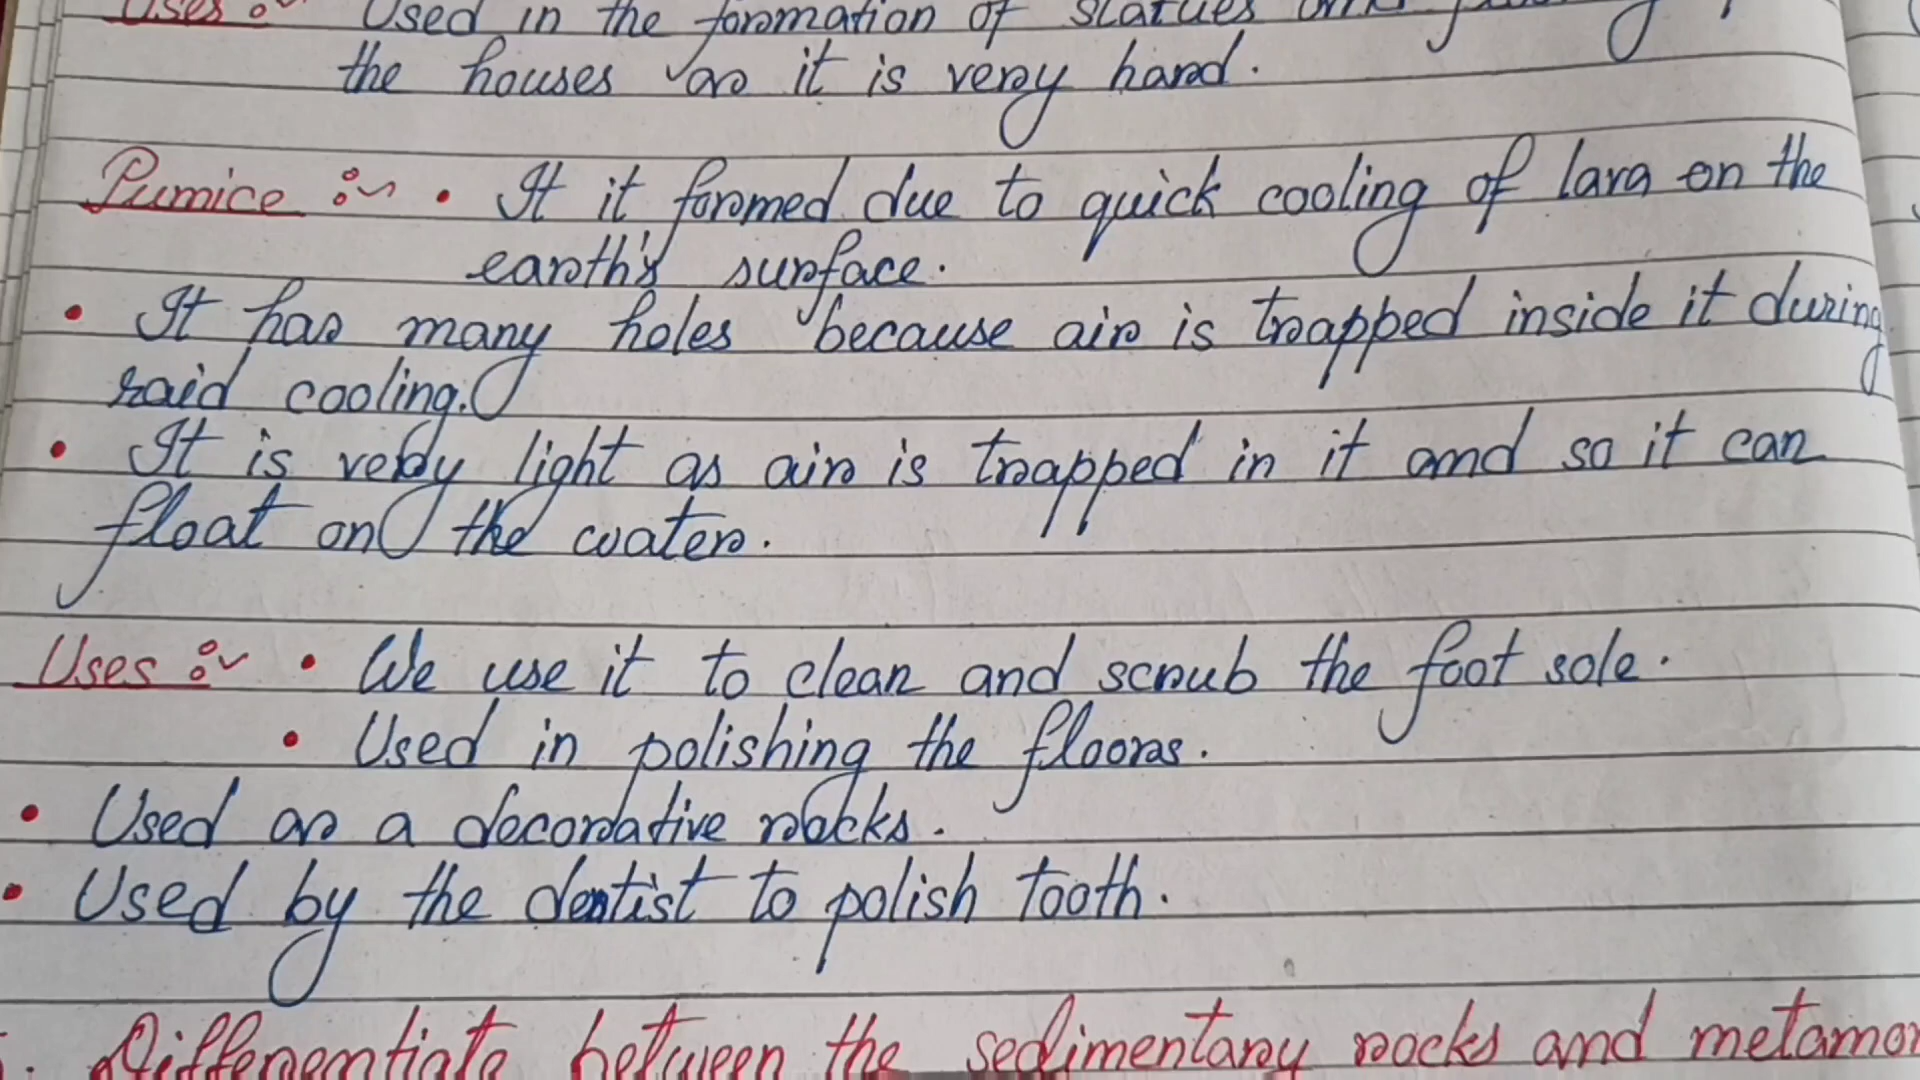 Uses :~ Used in the formation of statues and
the houses as it is very hard.
Pumice :~ • It it formed due to quick cooling of lava on the
earth's surface.
• It has many holes because air is trapped inside it during
raid cooling.
• It is very light as air is trapped in it and so it can
float on the water.
Uses :~ • We use it to clean and scrub the foot sole.
• Used in polishing the floors.
• Used as a decorative rocks.
• Used by the dentist to polish tooth.
Differentiate between the sedimentary rocks and metamor